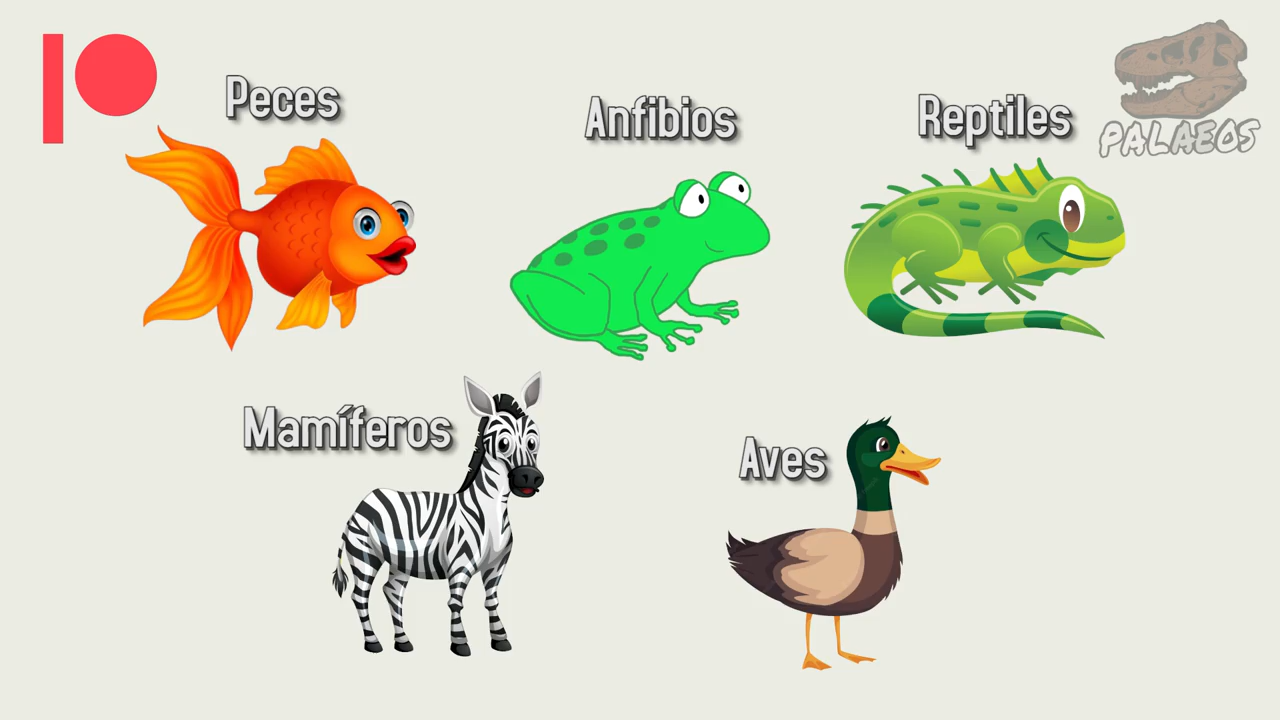 Peces
Anfibios
Reptiles
PALAEOS
Mamíferos
Aves